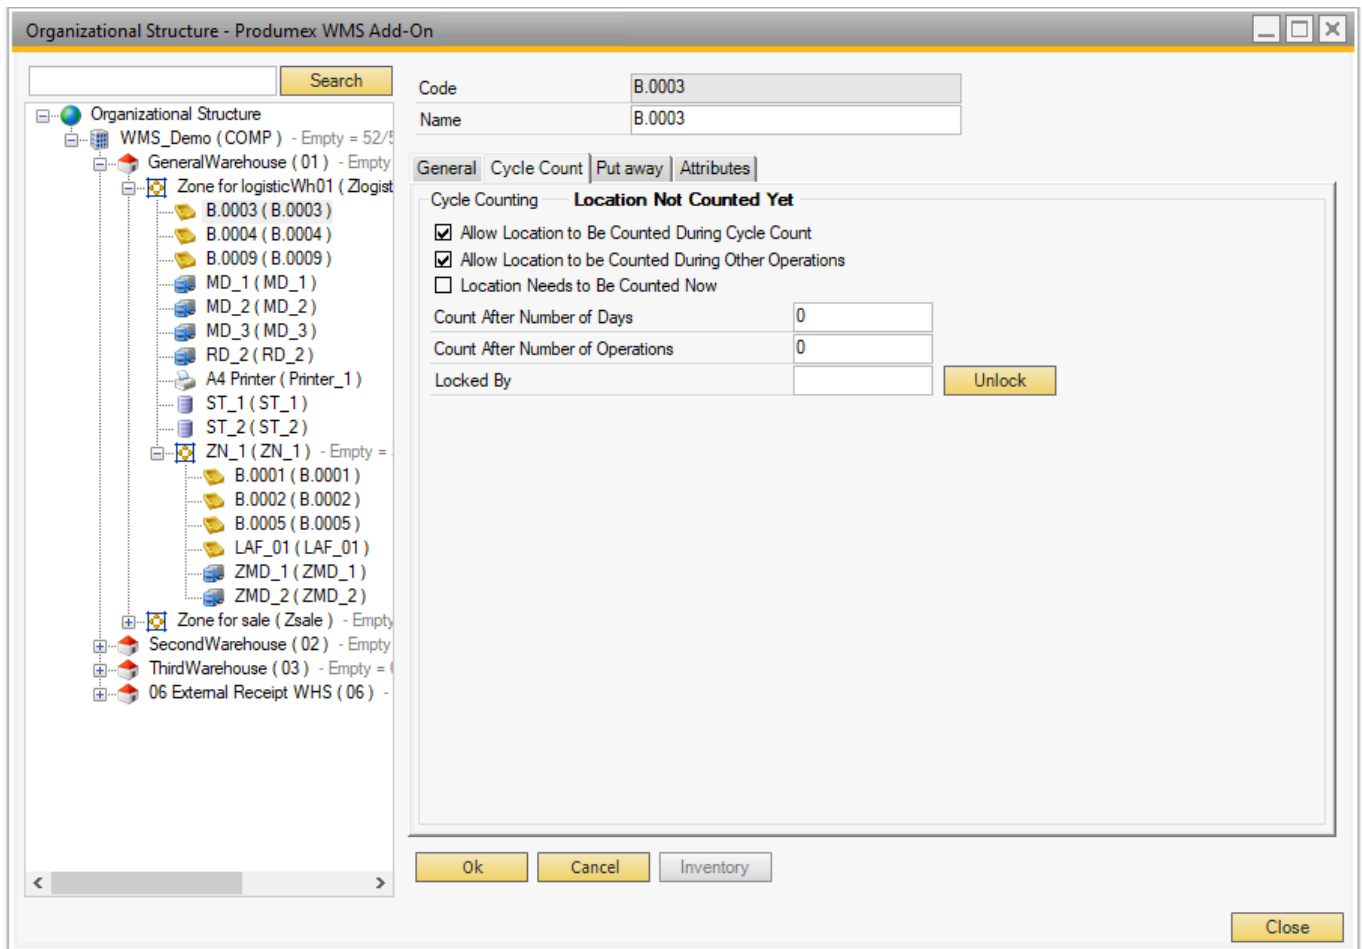 Organizational Structure - Produmex WMS Add-On
Search
Organizational Structure
WMS_Demo ( COMP ) - Empty = 52/5
GeneralWarehouse ( 01 ) - Empty
Zone for logisticWh01 ( Zlogist
B.0003 ( B.0003 )
B.0004 ( B.0004 )
B.0009 ( B.0009 )
MD_1 ( MD_1 )
MD_2 ( MD_2 )
MD_3 ( MD_3 )
RD_2 ( RD_2 )
A4 Printer ( Printer_1 )
ST_1 ( ST_1 )
ST_2 ( ST_2 )
ZN_1 ( ZN_1 ) - Empty =
B.0001 ( B.0001 )
B.0002 ( B.0002 )
B.0005 ( B.0005 )
LAF_01 ( LAF_01 )
ZMD_1 ( ZMD_1 )
ZMD_2 ( ZMD_2 )
Zone for sale ( Zsale ) - Empty
SecondWarehouse ( 02 ) - Empty
ThirdWarehouse ( 03 ) - Empty =
06 External Receipt WHS ( 06 ) -
Code B.0003
Name B.0003
General Cycle Count Put away Attributes
Cycle Counting Location Not Counted Yet
Allow Location to Be Counted During Cycle Count
Allow Location to be Counted During Other Operations
Location Needs to Be Counted Now
Count After Number of Days 0
Count After Number of Operations 0
Locked By Unlock
Ok Cancel Inventory
Close